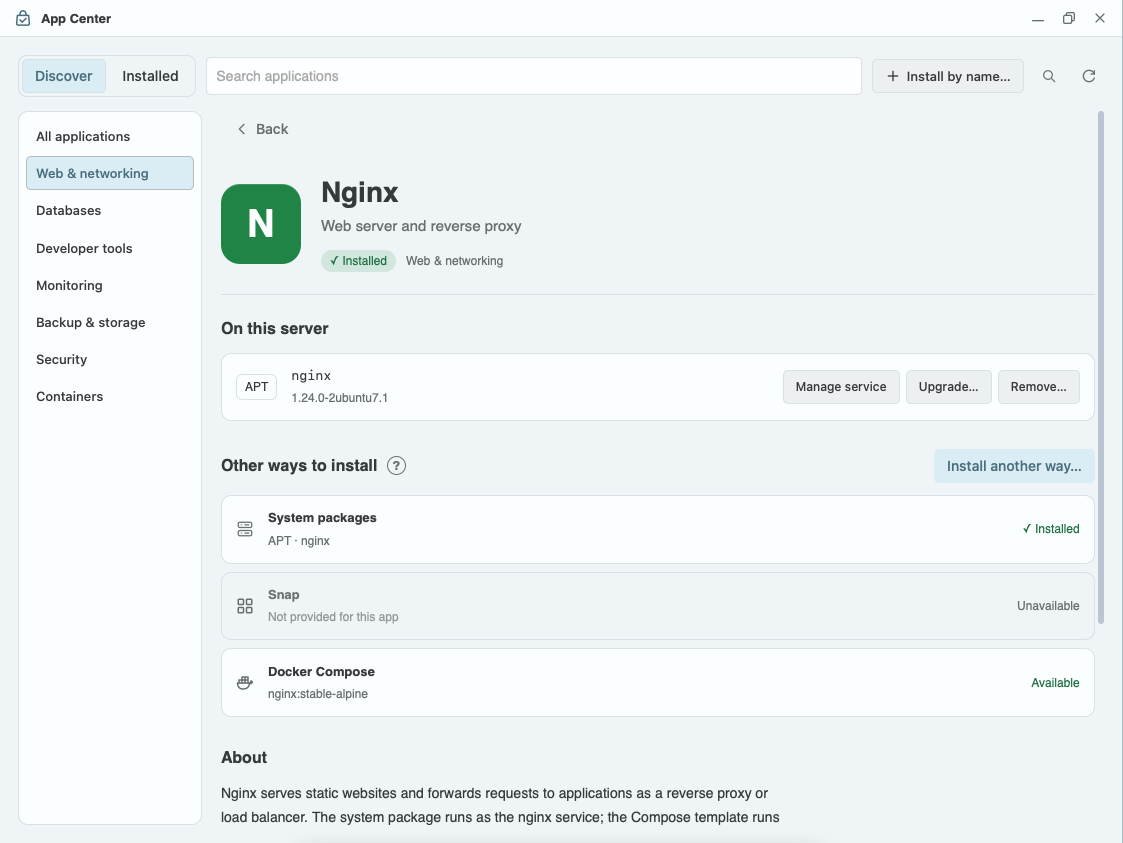 App Center
Discover
Installed
Search applications
Install by name...
All applications
Web & networking
Databases
Developer tools
Monitoring
Backup & storage
Security
Containers
Back
N
Nginx
Web server and reverse proxy
✓ Installed
Web & networking
On this server
APT
nginx
1.24.0-2ubuntu7.1
Manage service
Upgrade...
Remove...
Other ways to install ?
Install another way...
System packages
APT · nginx
✓ Installed
Snap
Not provided for this app
Unavailable
Docker Compose
nginx:stable-alpine
Available
About
Nginx serves static websites and forwards requests to applications as a reverse proxy or
load balancer. The system package runs as the nginx service; the Compose template runs